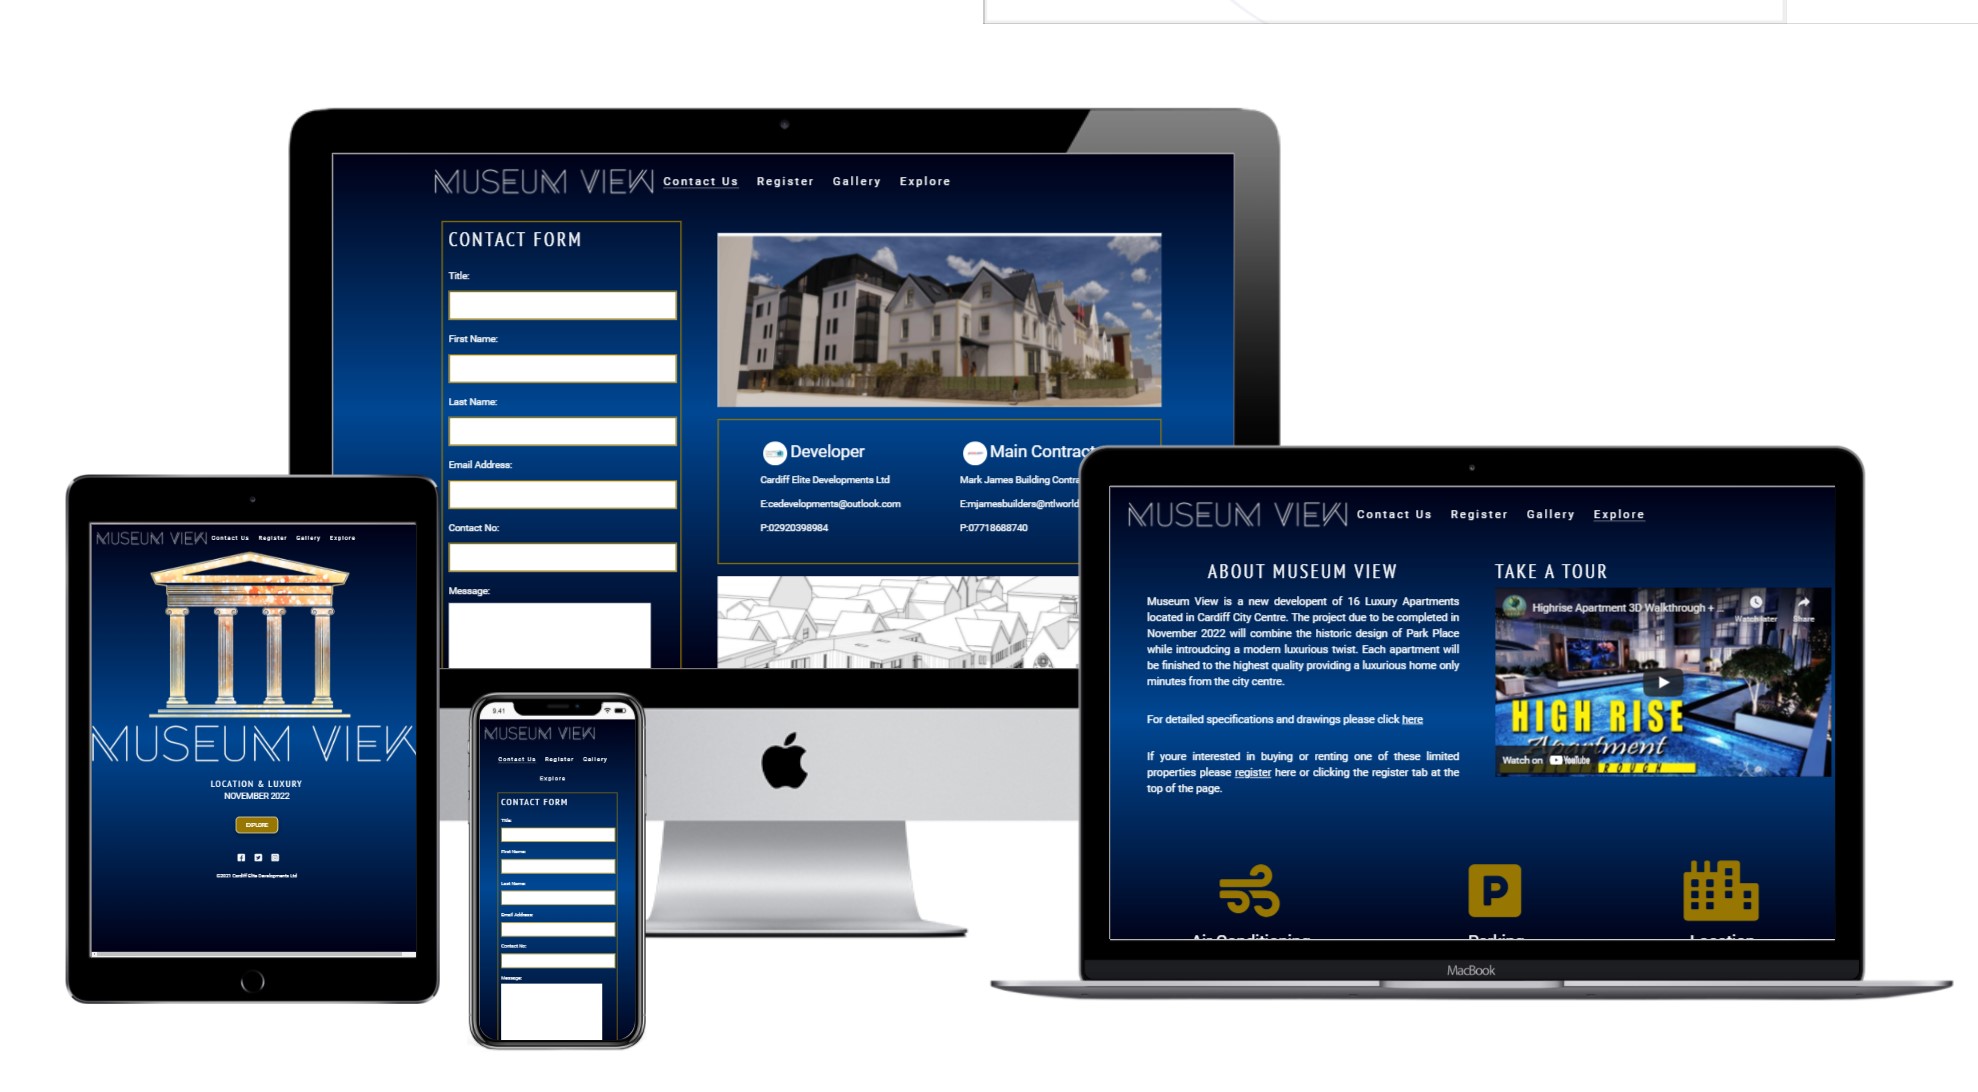 MUSEUM VIEW
Contact Us Register Gallery Explore
CONTACT FORM
Title:
First Name:
Last Name:
Email Address:
Contact No:
Message:
Developer
Cardiff Elite Developments Ltd
E:cedevelopments@outlook.com
P:02920398984
Main Contract
Mark James Building Contra
E:mjamesbuilders@ntlworld
P:07718688740
MUSEUM VIEW Contact Us Register Gallery Explore
MUSEUM VIEW
LOCATION & LUXURY
NOVEMBER 2022
EXPLORE
©2021 Cardiff Elite Developments Ltd
9.41
MUSEUM VIEW
Contact Us Register Gallery
Explore
CONTACT FORM
Title:
First Name:
Last Name:
Email Address:
Contact No:
Message:
MUSEUM VIEW Contact Us Register Gallery Explore
ABOUT MUSEUM VIEW
Museum View is a new developent of 16 Luxury Apartments
located in Cardiff City Centre. The project due to be completed in
November 2022 will combine the historic design of Park Place
while introudcing a modern luxurious twist. Each apartment will
be finished to the highest quality providing a luxurious home only
minutes from the city centre.
For detailed specifications and drawings please click here
If youre interested in buying or renting one of these limited
properties please register here or clicking the register tab at the
top of the page.
TAKE A TOUR
Highrise Apartment 3D Walkthrough + ...
Watch later Share
HIGH RISE
Apartment
Watch on YouTube
P
Air Conditioning
Parking
Location
MacBook